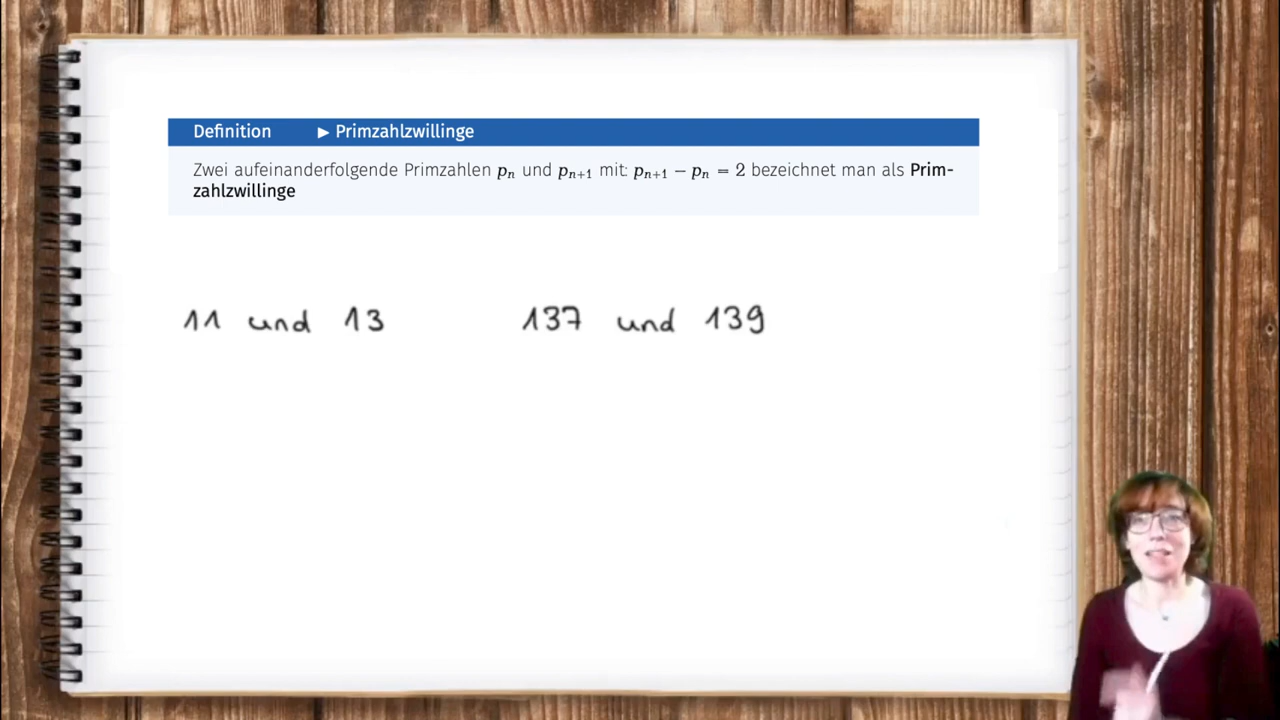 Definition ▶ Primzahlzwillinge
Zwei aufeinanderfolgende Primzahlen pₙ und pₙ₊₁ mit: pₙ₊₁ − pₙ = 2 bezeichnet man als Prim-
zahlzwillinge
11 und 13 137 und 139